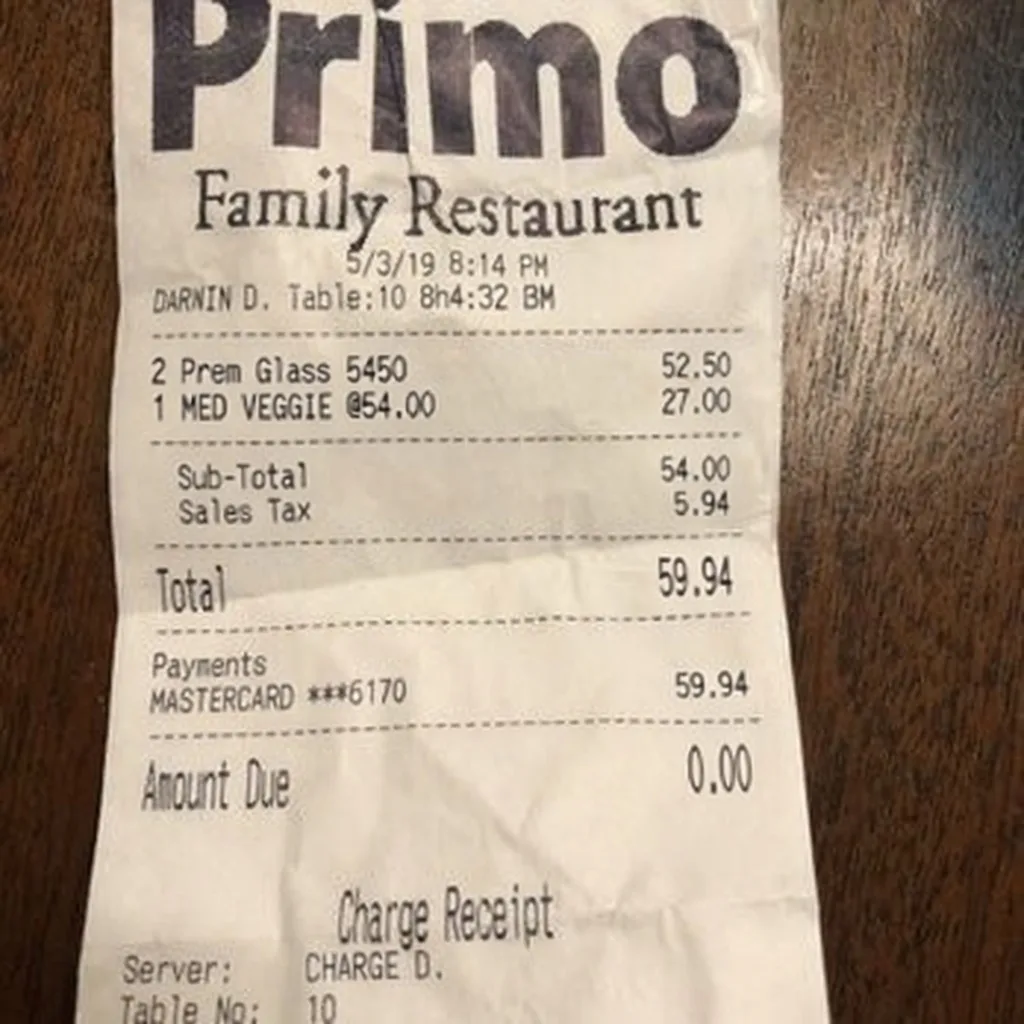 Primo
Family Restaurant
5/3/19 8:14 PM
DARNIN D. Table:10 8h4:32 BM
2 Prem Glass 5450 52.50
1 MED VEGGIE @54.00 27.00
Sub-Total 54.00
Sales Tax 5.94
Total 59.94
Payments
MASTERCARD ***6170 59.94
Amount Due 0.00
Charge Receipt
Server: CHARGE D.
Table No: 10